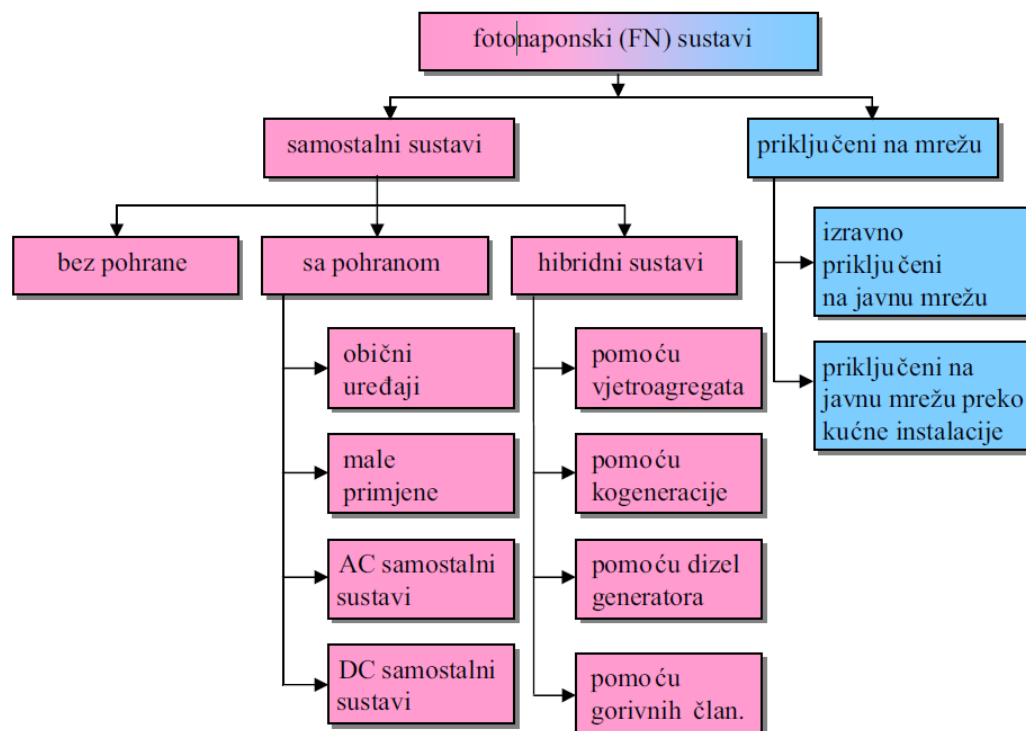 fotonaponski (FN) sustavi
samostalni sustavi
priključeni na mrežu
bez pohrane
sa pohranom
hibridni sustavi
izravno
priključeni
na javnu mrežu
obični
uređaji
pomoću
vjetroagregata
priključeni na
javnu mrežu preko
kućne instalacije
male
primjene
pomoću
kogeneracije
AC samostalni
sustavi
pomoću dizel
generatora
DC samostalni
sustavi
pomoću
gorivnih član.